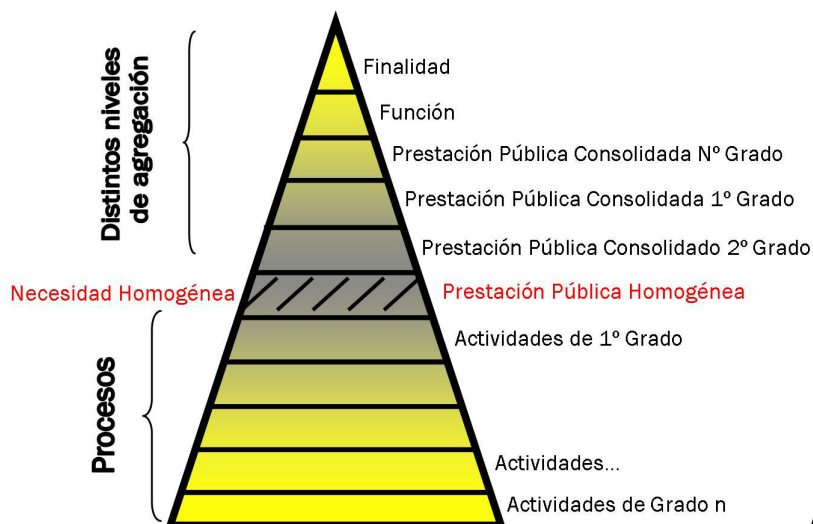 Distintos niveles
de agregación
Finalidad
Función
Prestación Pública Consolidada Nº Grado
Prestación Pública Consolidada 1º Grado
Prestación Pública Consolidado 2º Grado
Necesidad Homogénea
Prestación Pública Homogénea
Procesos
Actividades de 1º Grado
Actividades...
Actividades de Grado n